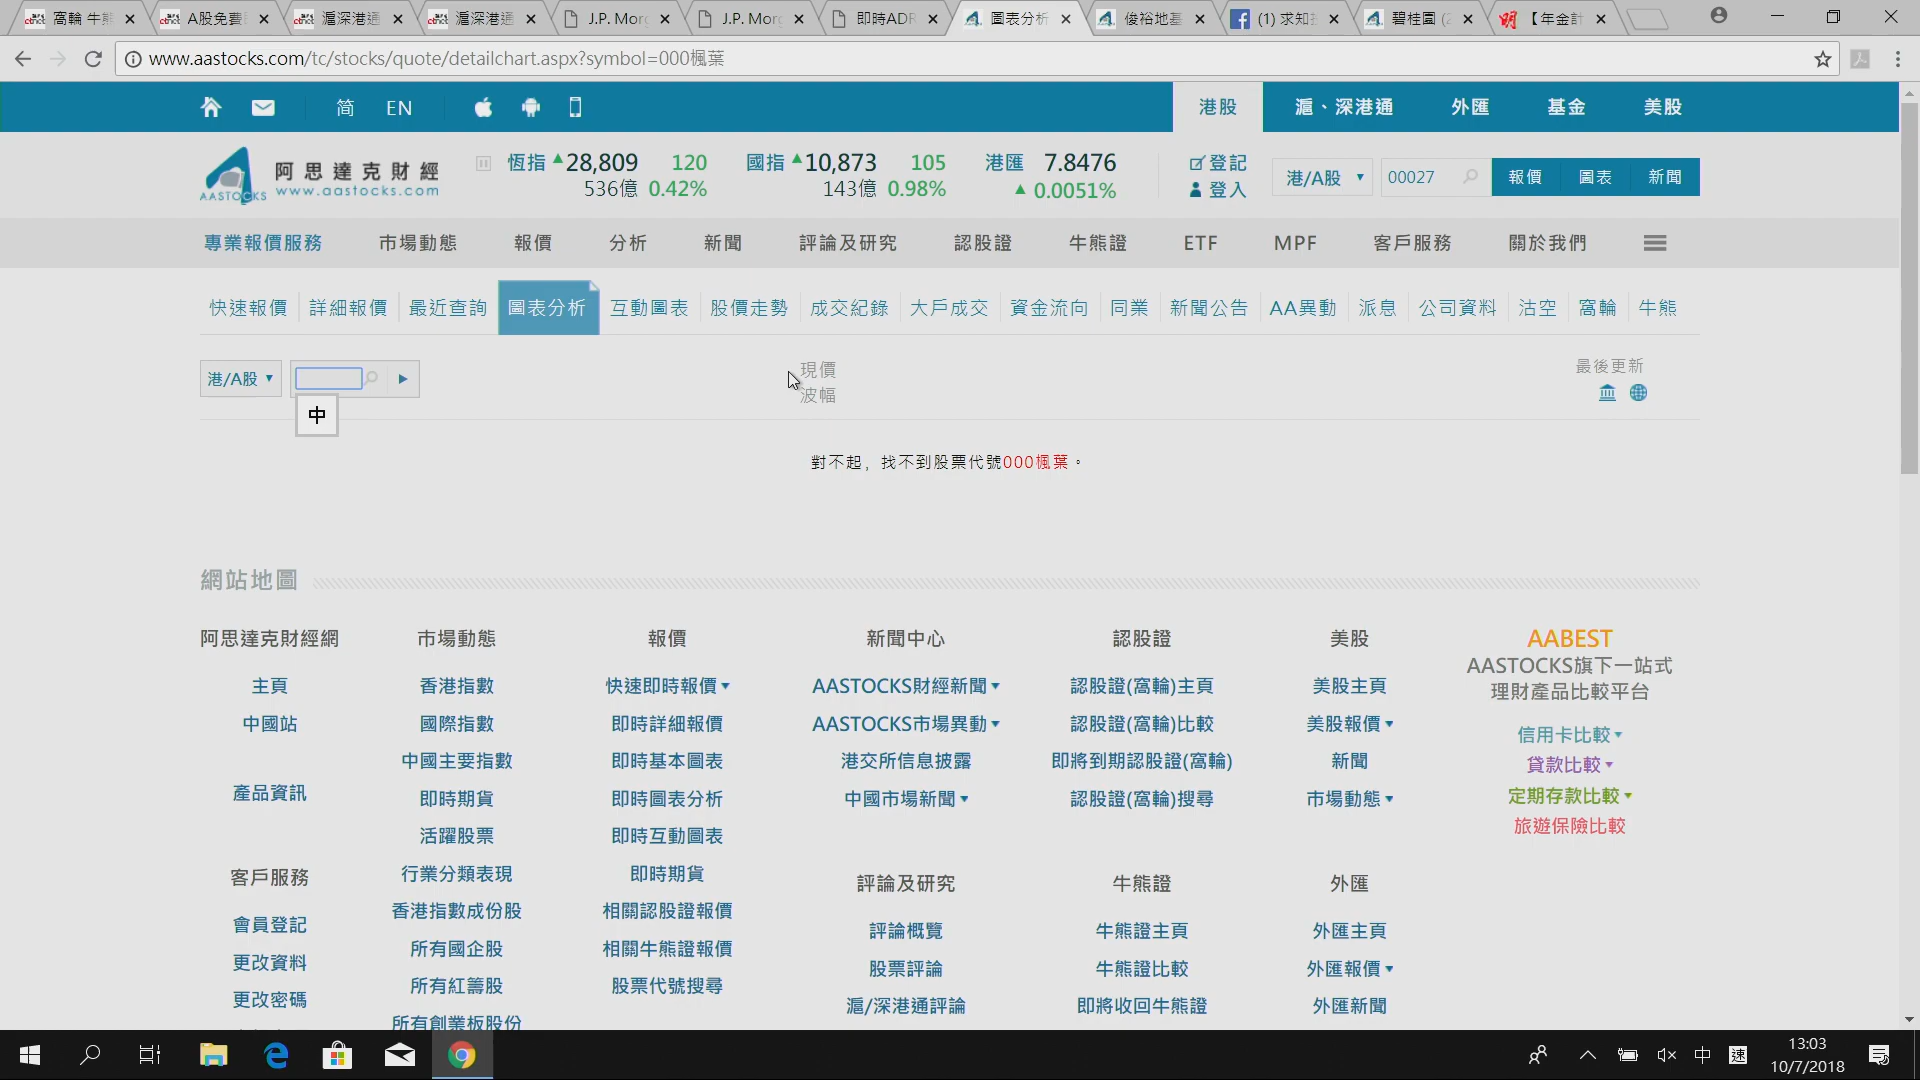 窩輪 牛熊
A股免費
滬深港通
滬深港通
J.P. Morg
J.P. Morg
即時ADR
圖表分析
俊裕地基
(1) 求知
碧桂園 (2
【年金計
www.aastocks.com/tc/stocks/quote/detailchart.aspx?symbol=000楓葉
简
EN
港股
滬、深港通
外匯
基金
美股
AASTOCKS
阿思達克財經
www.aastocks.com
恆指 28,809 120
536億 0.42%
國指 10,873 105
143億 0.98%
港匯 7.8476
0.0051%
登記
登入
港/A股
00027
報價
圖表
新聞
專業報價服務
市場動態
報價
分析
新聞
評論及研究
認股證
牛熊證
ETF
MPF
客戶服務
關於我們
快速報價
詳細報價
最近查詢
圖表分析
互動圖表
股價走勢
成交紀錄
大戶成交
資金流向
同業
新聞公告
AA異動
派息
公司資料
沽空
窩輪
牛熊
港/A股
中
現價
波幅
最後更新
對不起, 找不到股票代號000楓葉。
網站地圖
阿思達克財經網
主頁
中國站
產品資訊
客戶服務
會員登記
更改資料
更改密碼
市場動態
香港指數
國際指數
中國主要指數
即時期貨
活躍股票
行業分類表現
香港指數成份股
所有國企股
所有紅籌股
所有創業板股份
報價
快速即時報價
即時詳細報價
即時基本圖表
即時圖表分析
即時互動圖表
即時期貨
相關認股證報價
相關牛熊證報價
股票代號搜尋
新聞中心
AASTOCKS財經新聞
AASTOCKS市場異動
港交所信息披露
中國市場新聞
評論及研究
評論概覽
股票評論
滬/深港通評論
認股證
認股證(窩輪)主頁
認股證(窩輪)比較
即將到期認股證(窩輪)
認股證(窩輪)搜尋
牛熊證
牛熊證主頁
牛熊證比較
即將收回牛熊證
美股
美股主頁
美股報價
新聞
市場動態
外匯
外匯主頁
外匯報價
外匯新聞
AABEST
AASTOCKS旗下一站式
理財產品比較平台
信用卡比較
貸款比較
定期存款比較
旅遊保險比較
中
速
13:03
10/7/2018